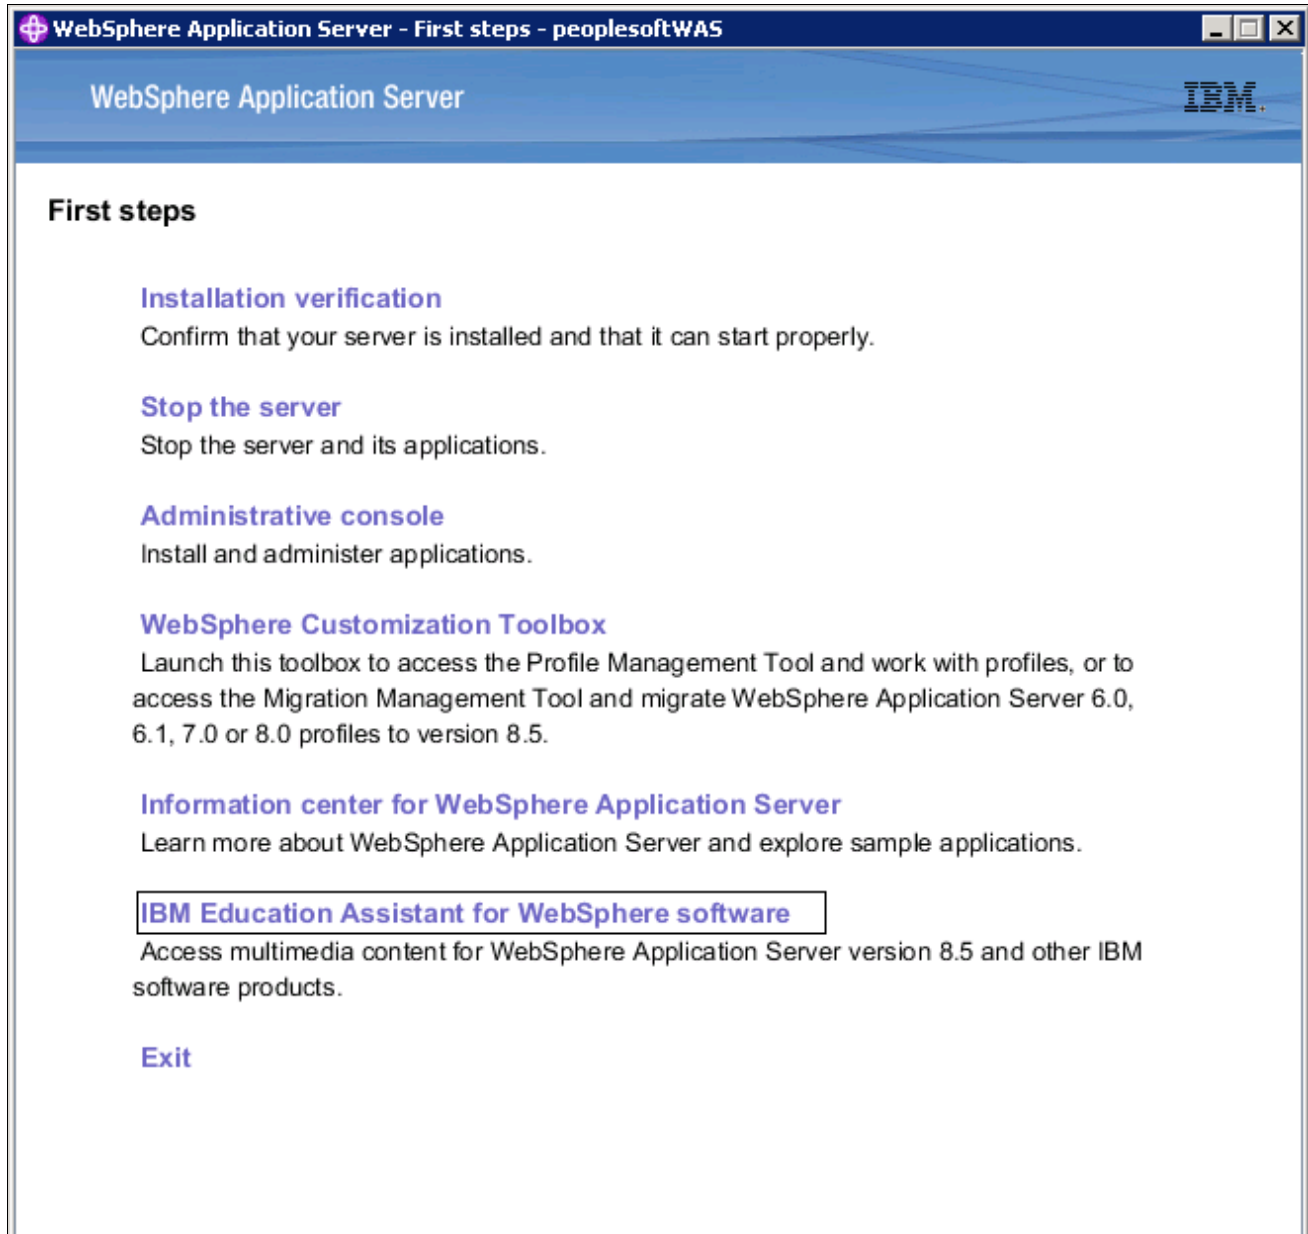 WebSphere Application Server - First steps - peoplesoftWAS
WebSphere Application Server
IBM.
First steps
Installation verification
Confirm that your server is installed and that it can start properly.
Stop the server
Stop the server and its applications.
Administrative console
Install and administer applications.
WebSphere Customization Toolbox
Launch this toolbox to access the Profile Management Tool and work with profiles, or to
access the Migration Management Tool and migrate WebSphere Application Server 6.0,
6.1, 7.0 or 8.0 profiles to version 8.5.
Information center for WebSphere Application Server
Learn more about WebSphere Application Server and explore sample applications.
IBM Education Assistant for WebSphere software
Access multimedia content for WebSphere Application Server version 8.5 and other IBM
software products.
Exit